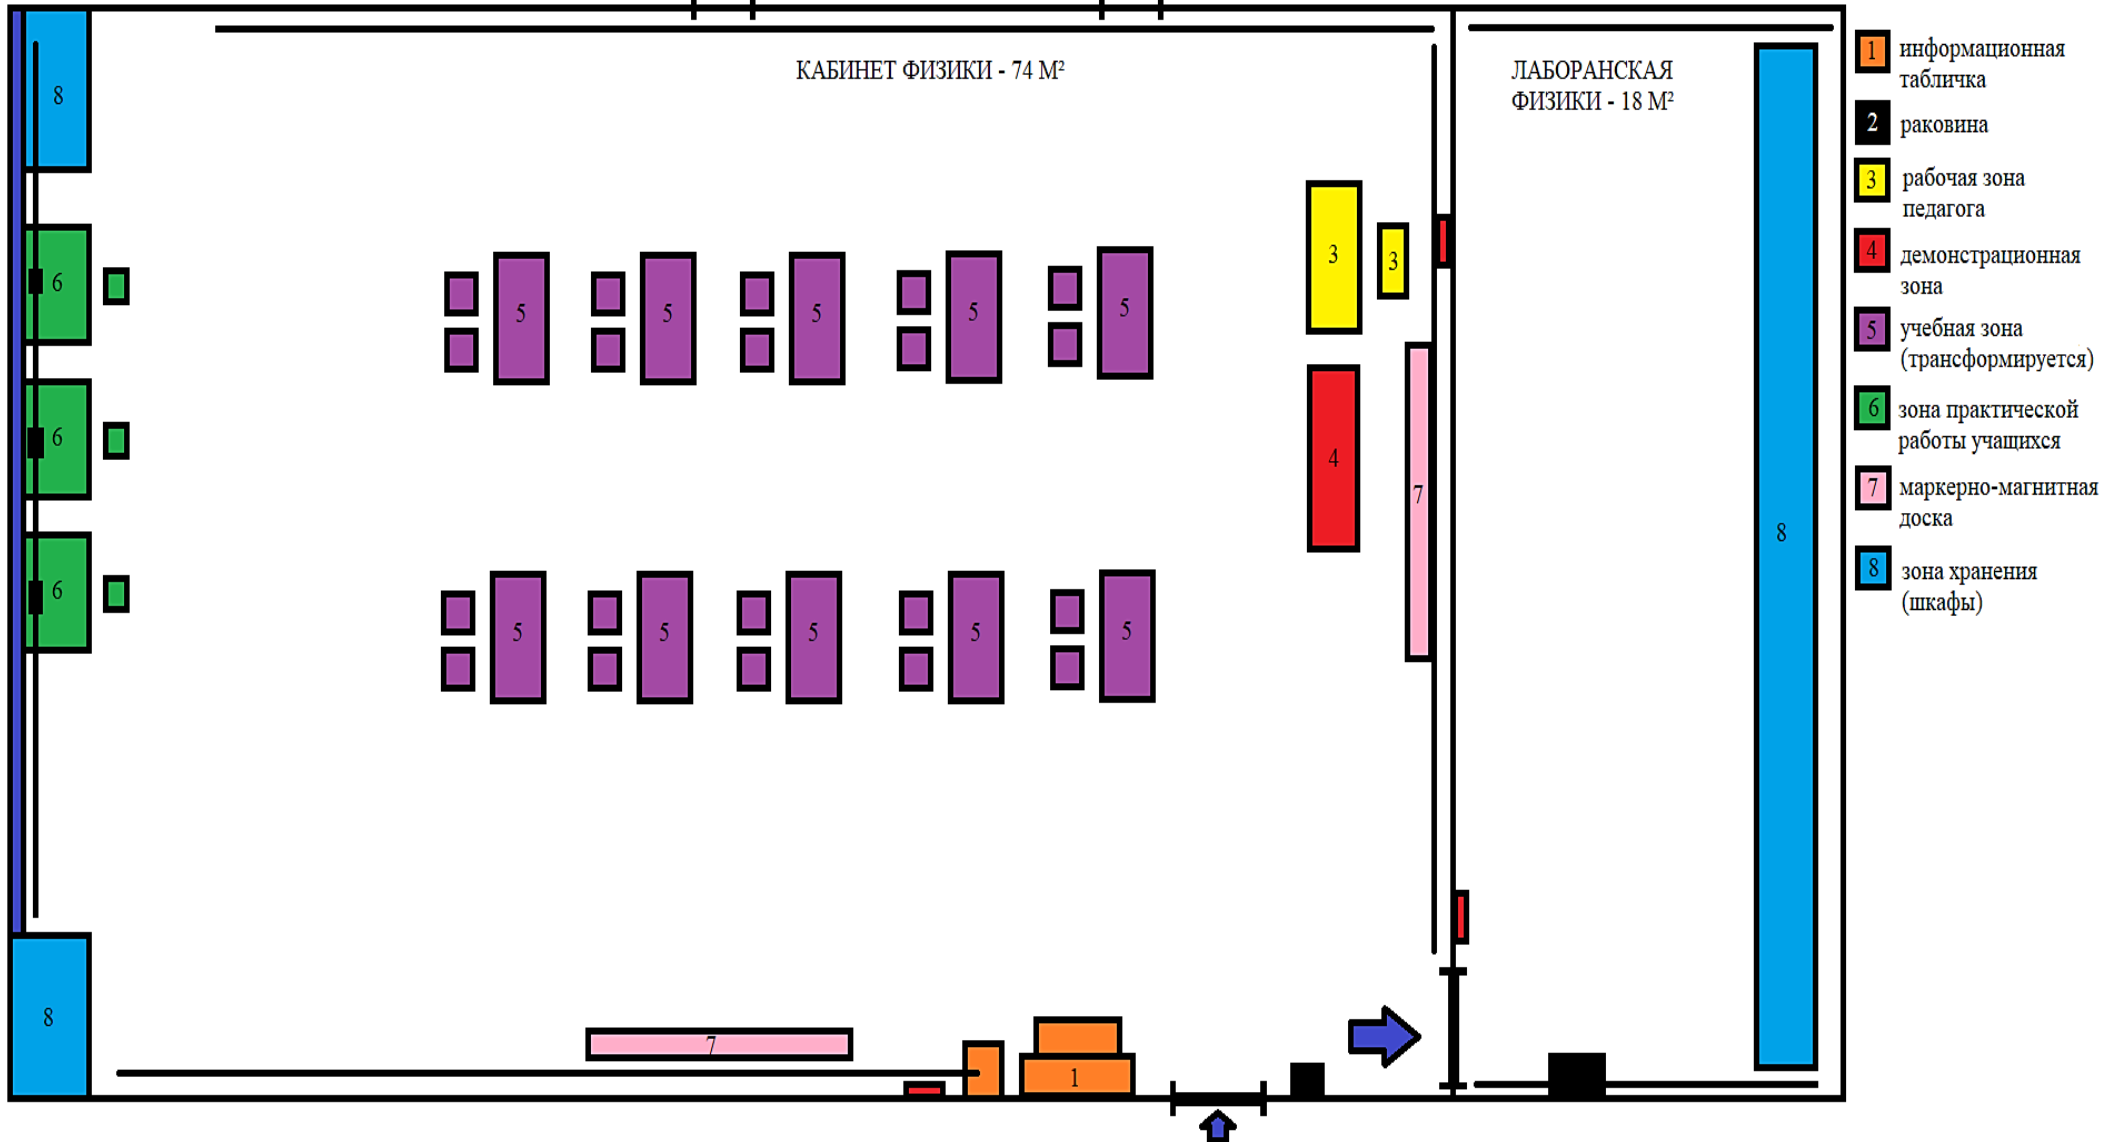 КАБИНЕТ ФИЗИКИ - 74 М²
ЛАБОРАНСКАЯ
ФИЗИКИ - 18 М²
8
6
6
6
8
5
5
5
5
5
5
5
5
5
5
3
3
4
7
7
1
8
1 информационная
табличка
2 раковина
3 рабочая зона
педагога
4 демонстрационная
зона
5 учебная зона
(трансформируется)
6 зона практической
работы учащихся
7 маркерно-магнитная
доска
8 зона хранения
(шкафы)